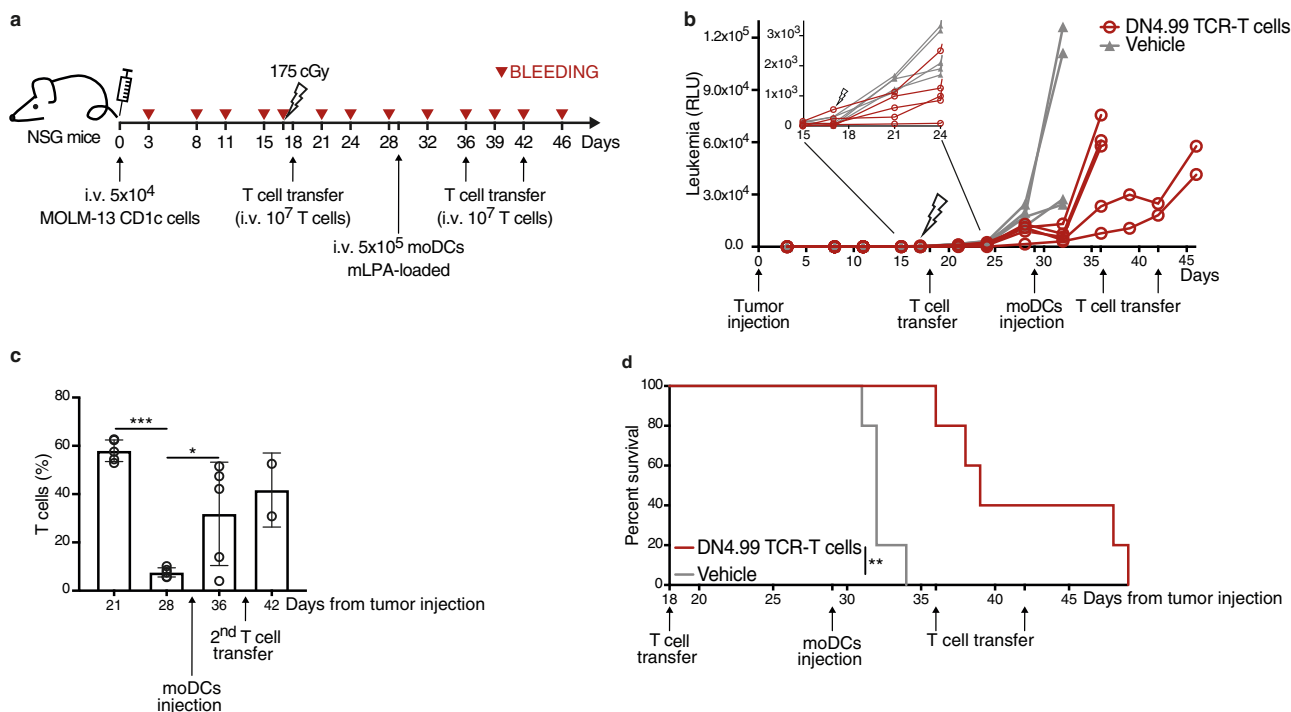 a
175 cGy
▼BLEEDING
NSG mice
0 3 8 11 15 18 21 24 28 32 36 39 42 46 Days
i.v. 5x10⁴
MOLM-13 CD1c cells
T cell transfer
(i.v. 10⁷ T cells)
i.v. 5x10⁵ moDCs
mLPA-loaded
T cell transfer
(i.v. 10⁷ T cells)
b
DN4.99 TCR-T cells
Vehicle
Leukemia (RLU)
1.2x10⁵
9.0x10⁴
6.0x10⁴
3.0x10⁴
0.0
3x10³
2x10³
1x10³
0
15 18 21 24
0 5 10 15 20 25 30 35 40 45
Days
Tumor
injection
T cell
transfer
moDCs
injection
T cell transfer
c
T cells (%)
80
60
40
20
0
***
*
21 28 36 42 Days from tumor injection
2nd T cell
transfer
moDCs
injection
d
Percent survival
100
80
60
40
20
0
DN4.99 TCR-T cells
Vehicle
**
18 20 25 30 35 40 45 Days from tumor injection
T cell
transfer
moDCs
injection
T cell transfer